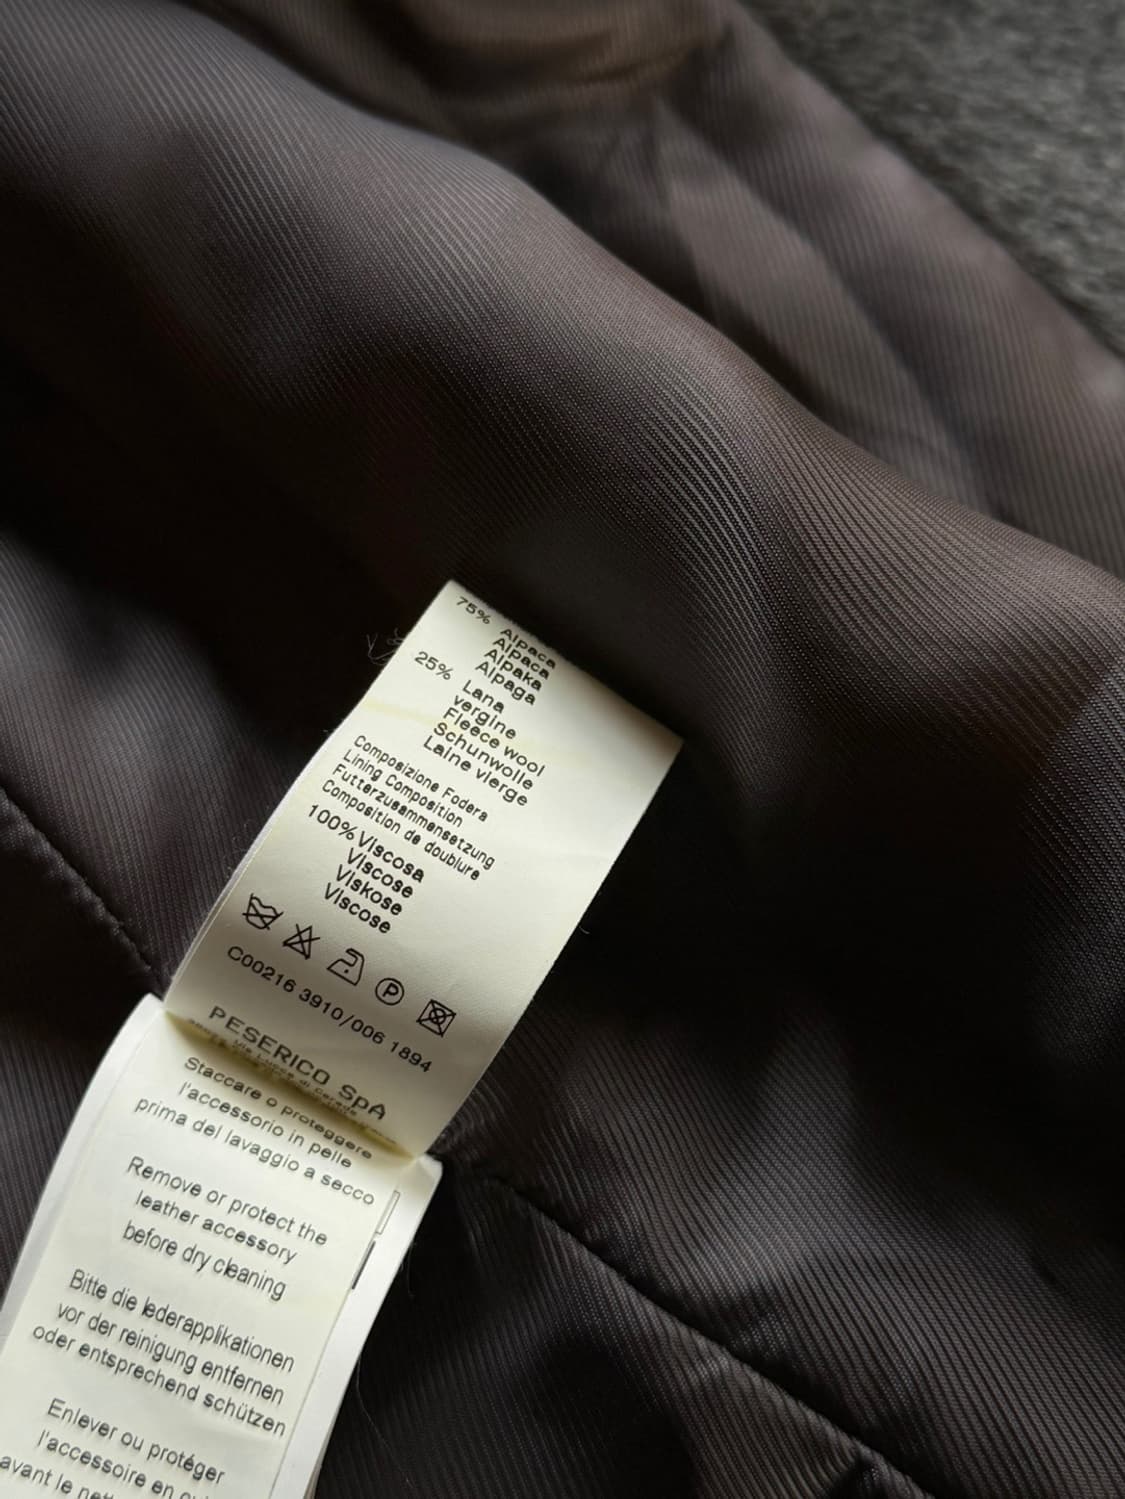 75% Alpaca
Alpaca
Alpaka
Alpaga
25% Lana
vergine
Fleece wool
Schurwolle
Laine vierge
Composizione Fodera
Lining Composition
Futterzusammensetzung
Composition de doublure
100% Viscosa
Viscose
Viskose
Viscose
P
C00216 3910/006 1894
PESERICO SpA
Staccare o proteggere
l'accessorio in pelle
prima del lavaggio a secco
Remove or protect the
leather accessory
before dry cleaning
Bitte die lederapplikationen
vor der reinigung entfernen
oder entsprechend schützen
Enlever ou protéger
l'accessoire en
avant le